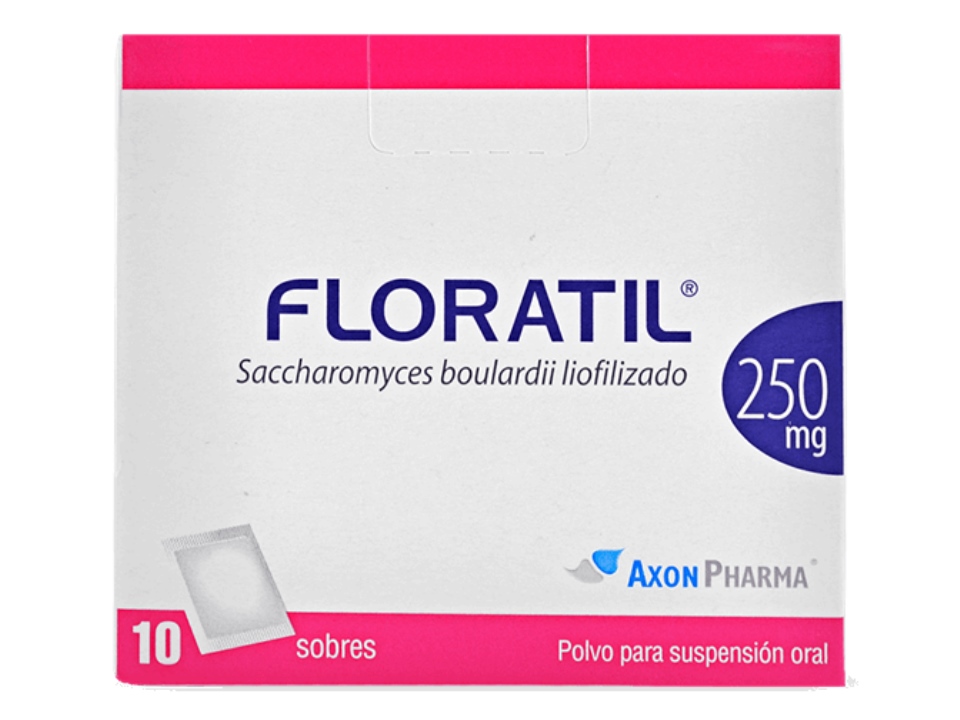 FLORATIL®
Saccharomyces boulardii liofilizado
250
mg
AXON PHARMA®
10 sobres
Polvo para suspensión oral